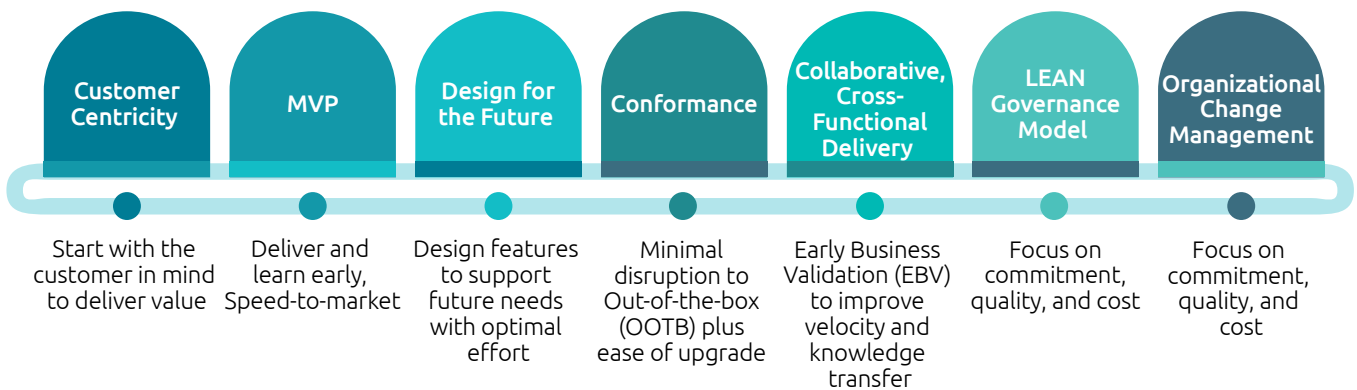 Customer
Centricity
MVP
Design for
the Future
Conformance
Collaborative,
Cross-
Functional
Delivery
LEAN
Governance
Model
Organizational
Change
Management
Start with the
customer in mind
to deliver value
Deliver and
learn early,
Speed-to-market
Design features
to support
future needs
with optimal
effort
Minimal
disruption to
Out-of-the-box
(OOTB) plus
ease of upgrade
Early Business
Validation (EBV)
to improve
velocity and
knowledge
transfer
Focus on
commitment,
quality, and cost
Focus on
commitment,
quality, and
cost